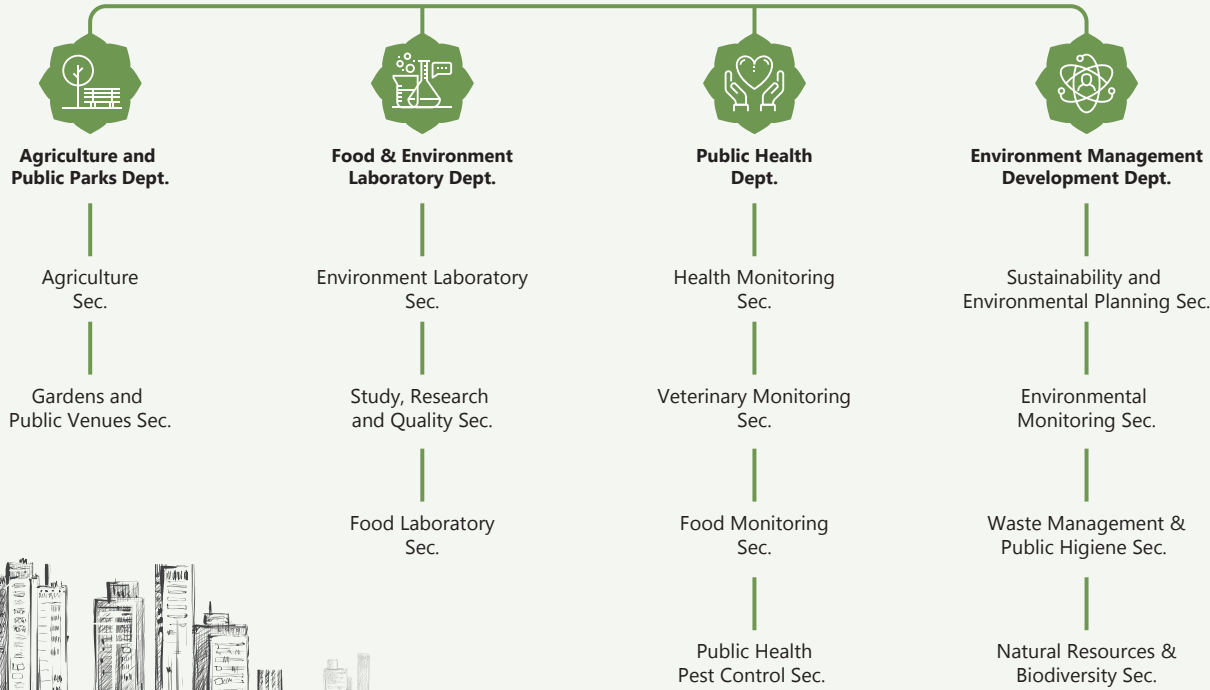 Agriculture and
Public Parks Dept.
Agriculture
Sec.
Gardens and
Public Venues Sec.
Food & Environment
Laboratory Dept.
Environment Laboratory
Sec.
Study, Research
and Quality Sec.
Food Laboratory
Sec.
Public Health
Dept.
Health Monitoring
Sec.
Veterinary Monitoring
Sec.
Food Monitoring
Sec.
Public Health
Pest Control Sec.
Environment Management
Development Dept.
Sustainability and
Environmental Planning Sec.
Environmental
Monitoring Sec.
Waste Management &
Public Higiene Sec.
Natural Resources &
Biodiversity Sec.